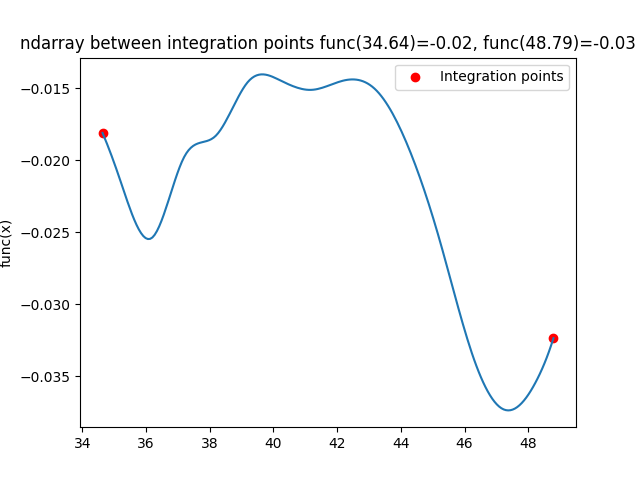 ndarray between integration points func(34.64)=-0.02, func(48.79)=-0.03
Integration points
−0.015
−0.020
−0.025
−0.030
−0.035
func(x)
34 36 38 40 42 44 46 48